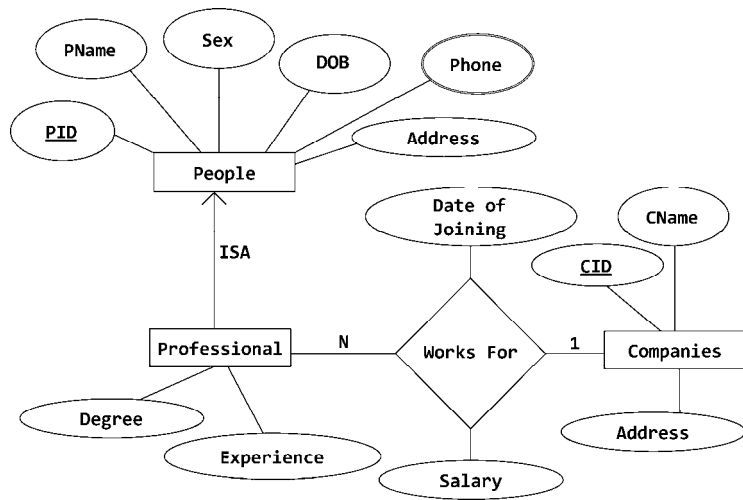 Sex
PName
DOB
Phone
PID
Address
People
Date of
Joining
CName
ISA
CID
Professional
N
Works For
1
Companies
Degree
Experience
Address
Salary